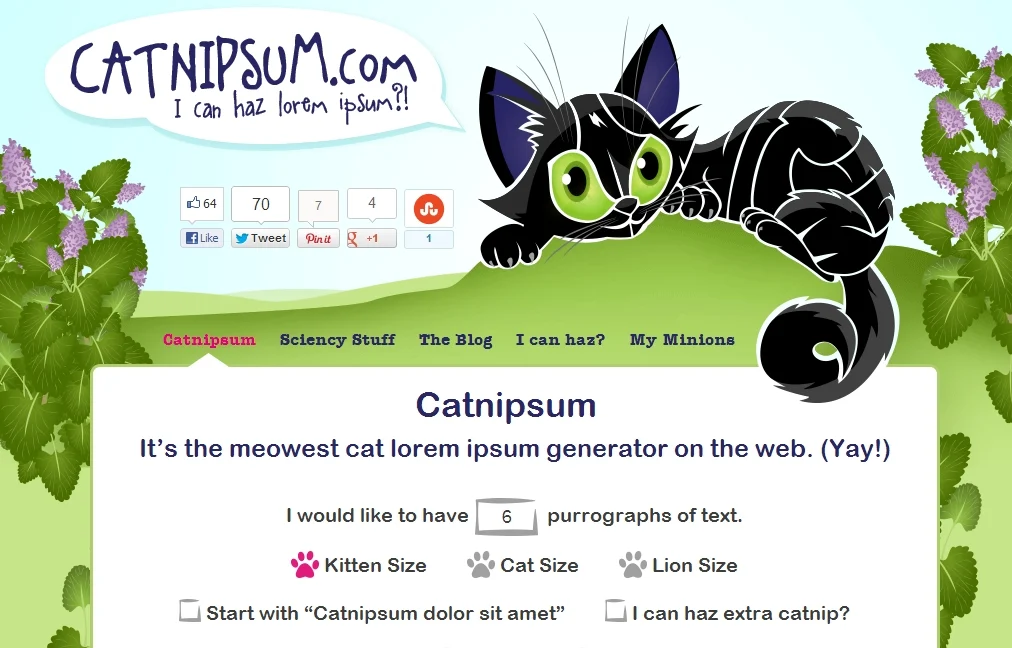 CATNIPSUM.com
I can haz lorem ipsum?!
64 70 7 4
Like Tweet Pin it +1 1
Catnipsum Sciency Stuff The Blog I can haz? My Minions
Catnipsum
It's the meowest cat lorem ipsum generator on the web. (Yay!)
I would like to have 6 purrographs of text.
Kitten Size Cat Size Lion Size
Start with “Catnipsum dolor sit amet” I can haz extra catnip?